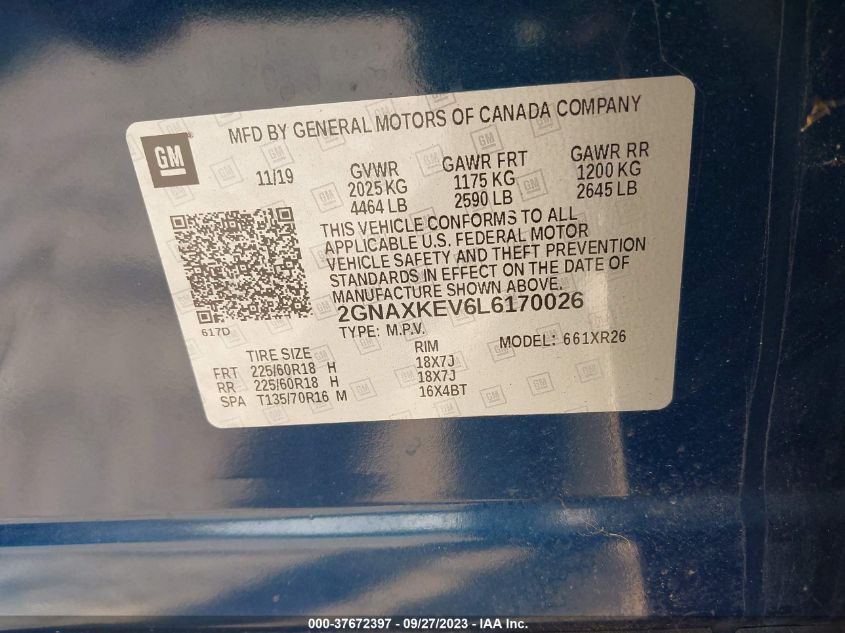 GM
MFD BY GENERAL MOTORS OF CANADA COMPANY
11/19
GVWR
2025 KG
4464 LB
GAWR FRT
1175 KG
2590 LB
GAWR RR
1200 KG
2645 LB
THIS VEHICLE CONFORMS TO ALL
APPLICABLE U.S. FEDERAL MOTOR
VEHICLE SAFETY AND THEFT PREVENTION
STANDARDS IN EFFECT ON THE DATE OF
MANUFACTURE SHOWN ABOVE.
617D
2GNAXKEV6L6170026
TYPE: M.P.V.
MODEL: 661XR26
TIRE SIZE RIM
FRT 225/60R18 H 18X7J
RR 225/60R18 H 18X7J
SPA T135/70R16 M 16X4BT
000-37672397 - 09/27/2023 - IAA Inc.